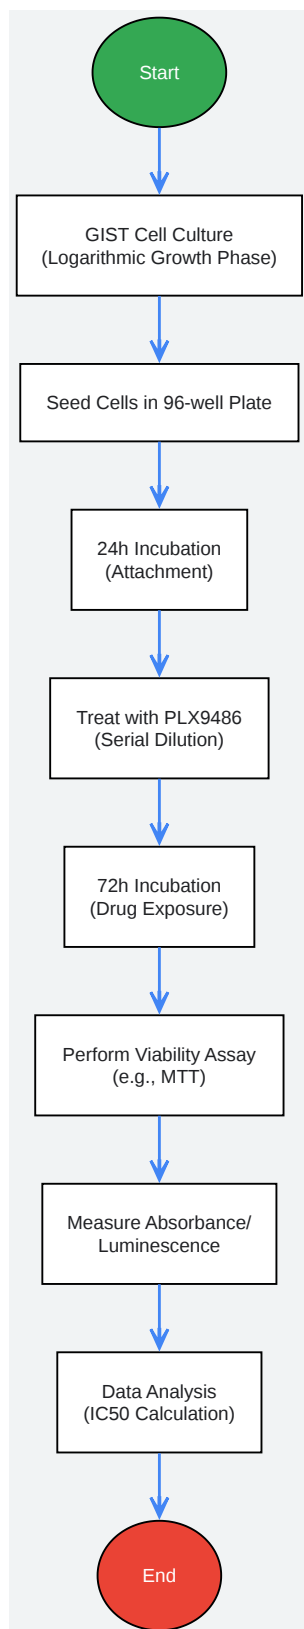 Start
GIST Cell Culture
(Logarithmic Growth Phase)
Seed Cells in 96-well Plate
24h Incubation
(Attachment)
Treat with PLX9486
(Serial Dilution)
72h Incubation
(Drug Exposure)
Perform Viability Assay
(e.g., MTT)
Measure Absorbance/
Luminescence
Data Analysis
(IC50 Calculation)
End